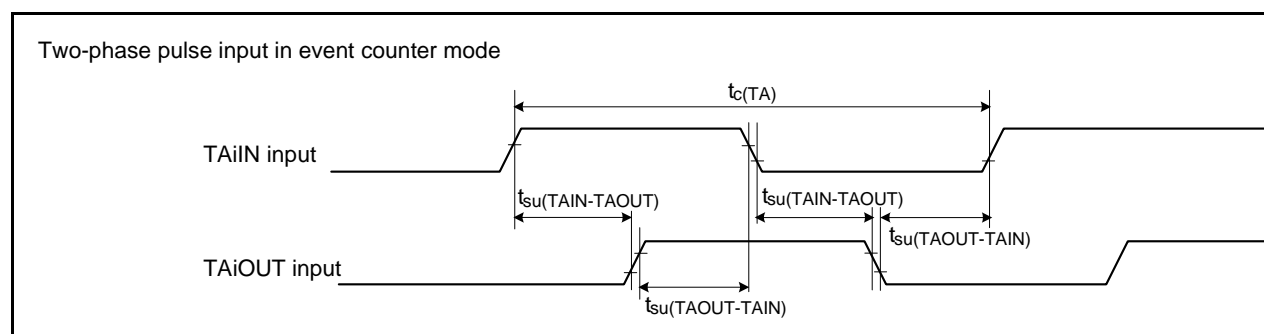 Two-phase pulse input in event counter mode
tc(TA)
TAiIN input
tsu(TAIN-TAOUT)
tsu(TAIN-TAOUT)
tsu(TAOUT-TAIN)
TAiOUT input
tsu(TAOUT-TAIN)